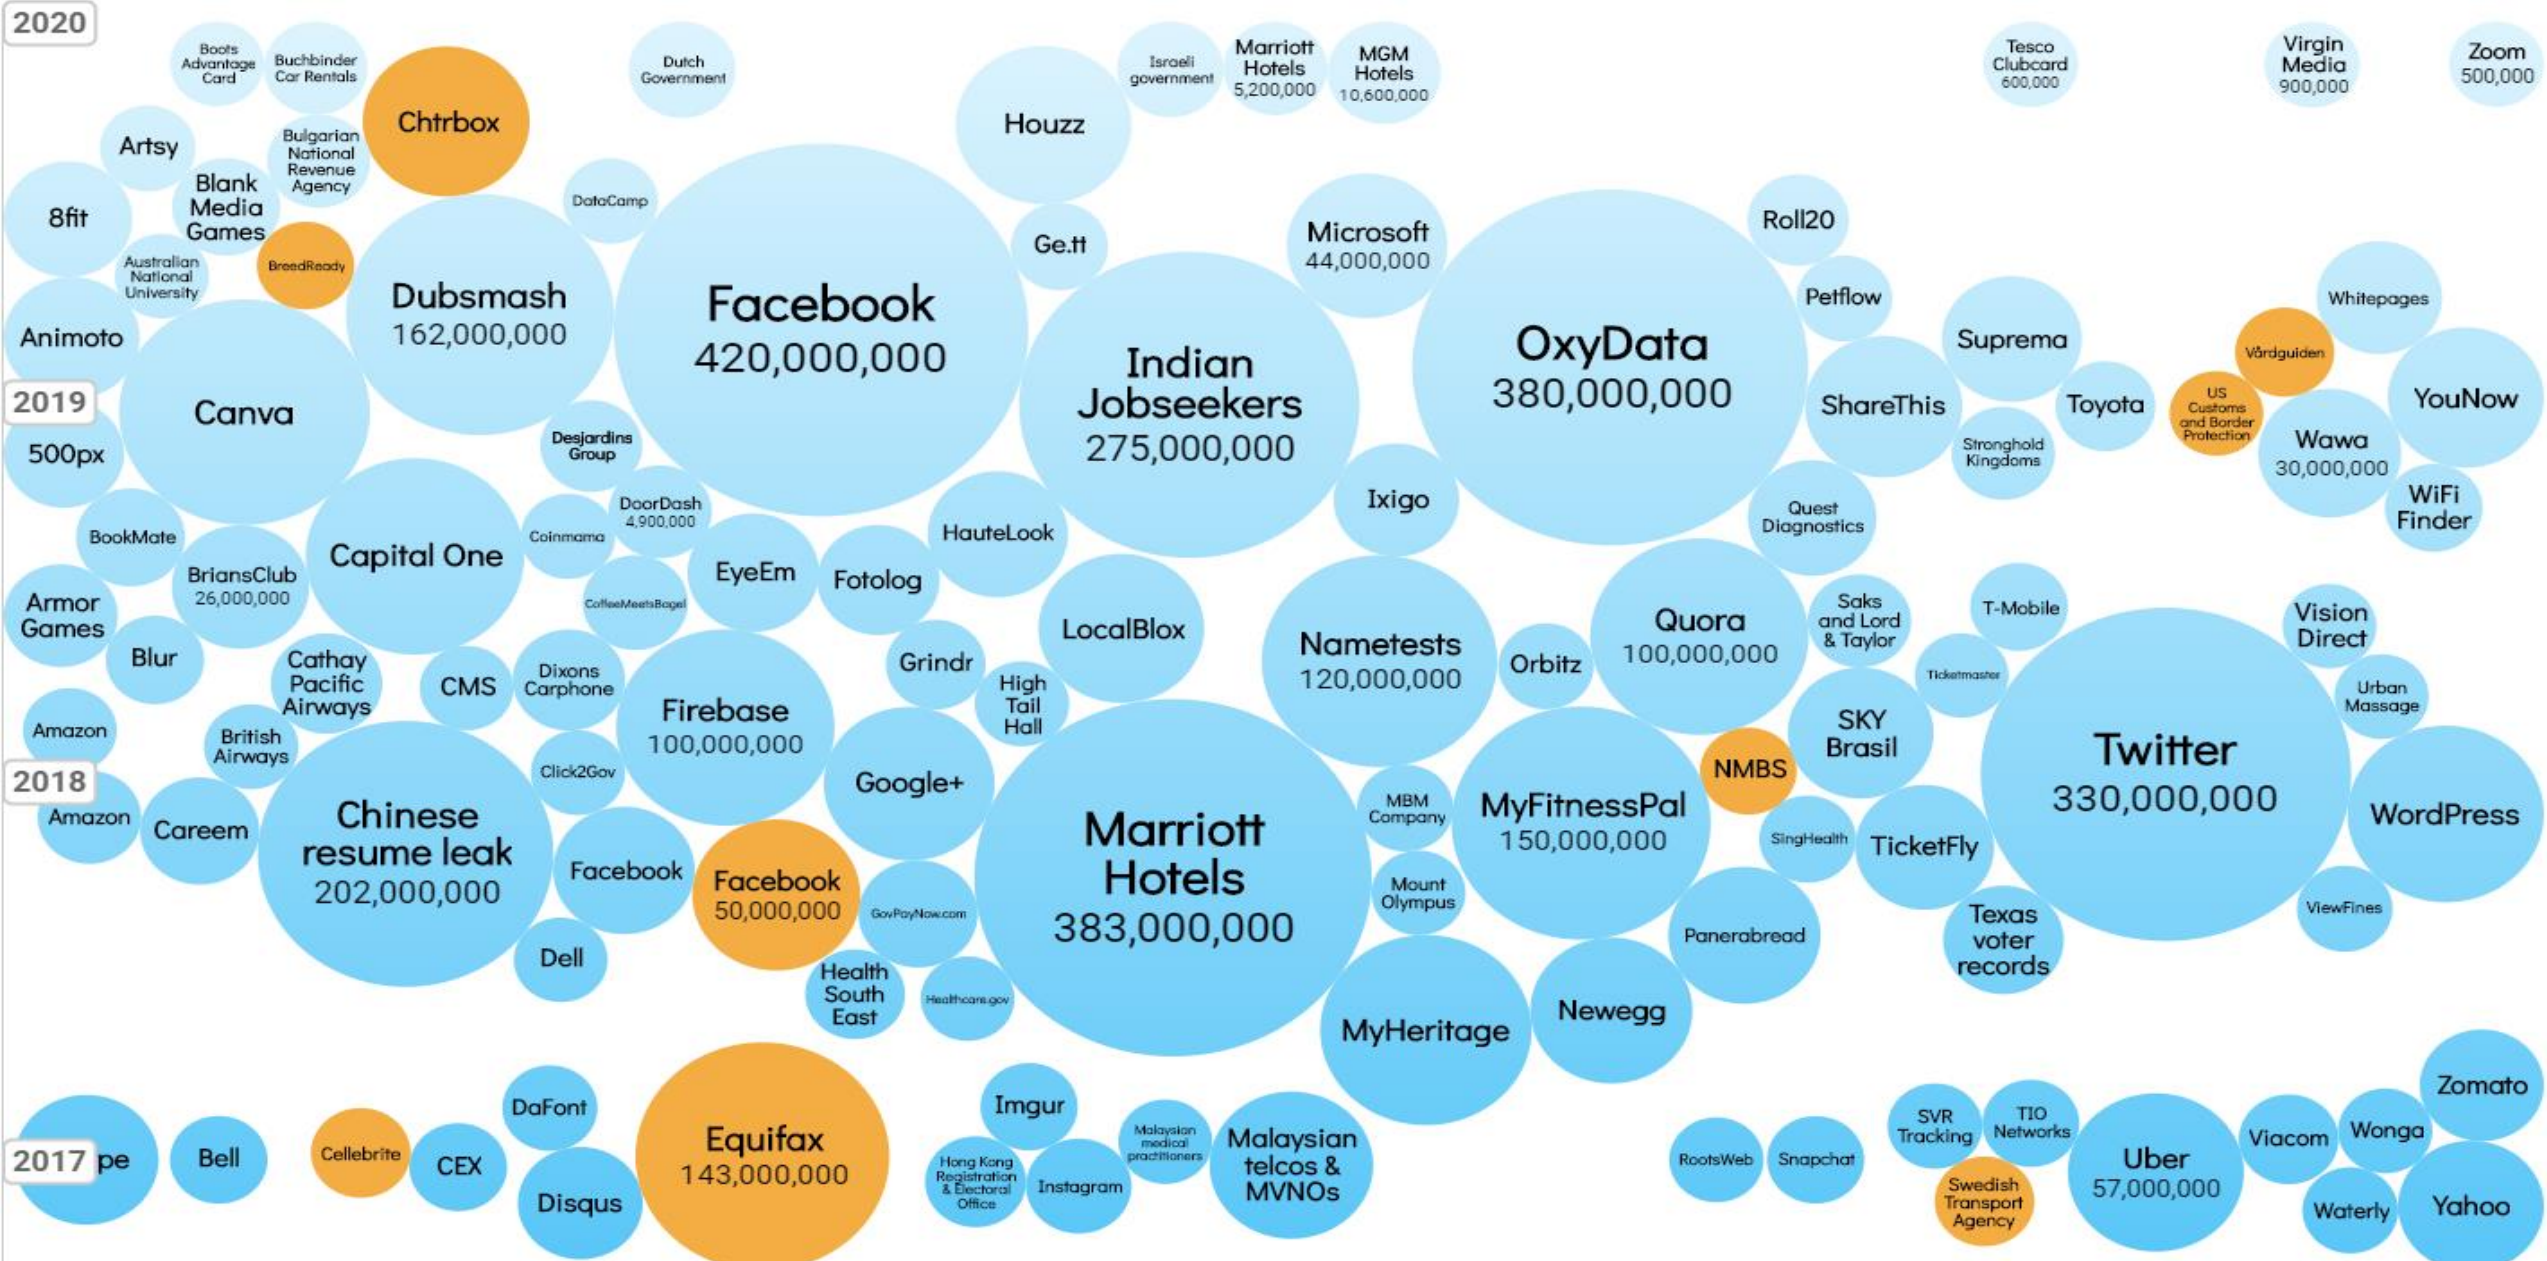 2020
Boots
Advantage
Card
Buchbinder
Car Rentals
Chtrbox
Dutch
Government
Houzz
Israeli
government
Marriott
Hotels
5,200,000
MGM
Hotels
10,600,000
Tesco
Clubcard
600,000
Virgin
Media
900,000
Zoom
500,000
Artsy
Bulgarian
National
Revenue
Agency
8fit
Blank
Media
Games
DataCamp
Australian
National
University
BreedReady
Dubsmash
162,000,000
Facebook
420,000,000
Ge.tt
Microsoft
44,000,000
Roll20
Petflow
Whitepages
Animoto
Indian
Jobseekers
275,000,000
OxyData
380,000,000
Suprema
Vårdguiden
2019
Canva
ShareThis
Toyota
US
Customs
and Border
Protection
YouNow
500px
Desjardins
Group
Stronghold
Kingdoms
Wawa
30,000,000
DoorDash
4,900,000
Ixigo
Quest
Diagnostics
WiFi
Finder
BookMate
Capital One
Coinmama
HauteLook
BriansClub
26,000,000
EyeEm
Fotolog
Armor
Games
CoffeeMeetsBagel
LocalBlox
Nametests
120,000,000
Quora
100,000,000
Saks
and Lord
& Taylor
T-Mobile
Vision
Direct
Blur
Cathay
Pacific
Airways
CMS
Dixons
Carphone
Grindr
Orbitz
Ticketmaster
High
Tail
Hall
Urban
Massage
Amazon
British
Airways
Firebase
100,000,000
SKY
Brasil
Twitter
330,000,000
2018
Click2Gov
Google+
NMBS
Amazon
Careem
Chinese
resume leak
202,000,000
Marriott
Hotels
383,000,000
MBM
Company
MyFitnessPal
150,000,000
SingHealth
TicketFly
WordPress
Facebook
Facebook
50,000,000
GovPayNow.com
Mount
Olympus
Panerabread
Texas
voter
records
ViewFines
Dell
Health
South
East
Healthcare.gov
MyHeritage
Newegg
Zomato
DaFont
Imgur
2017
pe
Bell
Cellebrite
CEX
Equifax
143,000,000
Malaysian
medical
practitioners
Malaysian
telcos &
MVNOs
RootsWeb
Snapchat
SVR
Tracking
TIO
Networks
Uber
57,000,000
Viacom
Wonga
Disqus
Hong Kong
Registration
& Electoral
Office
Instagram
Swedish
Transport
Agency
Waterly
Yahoo